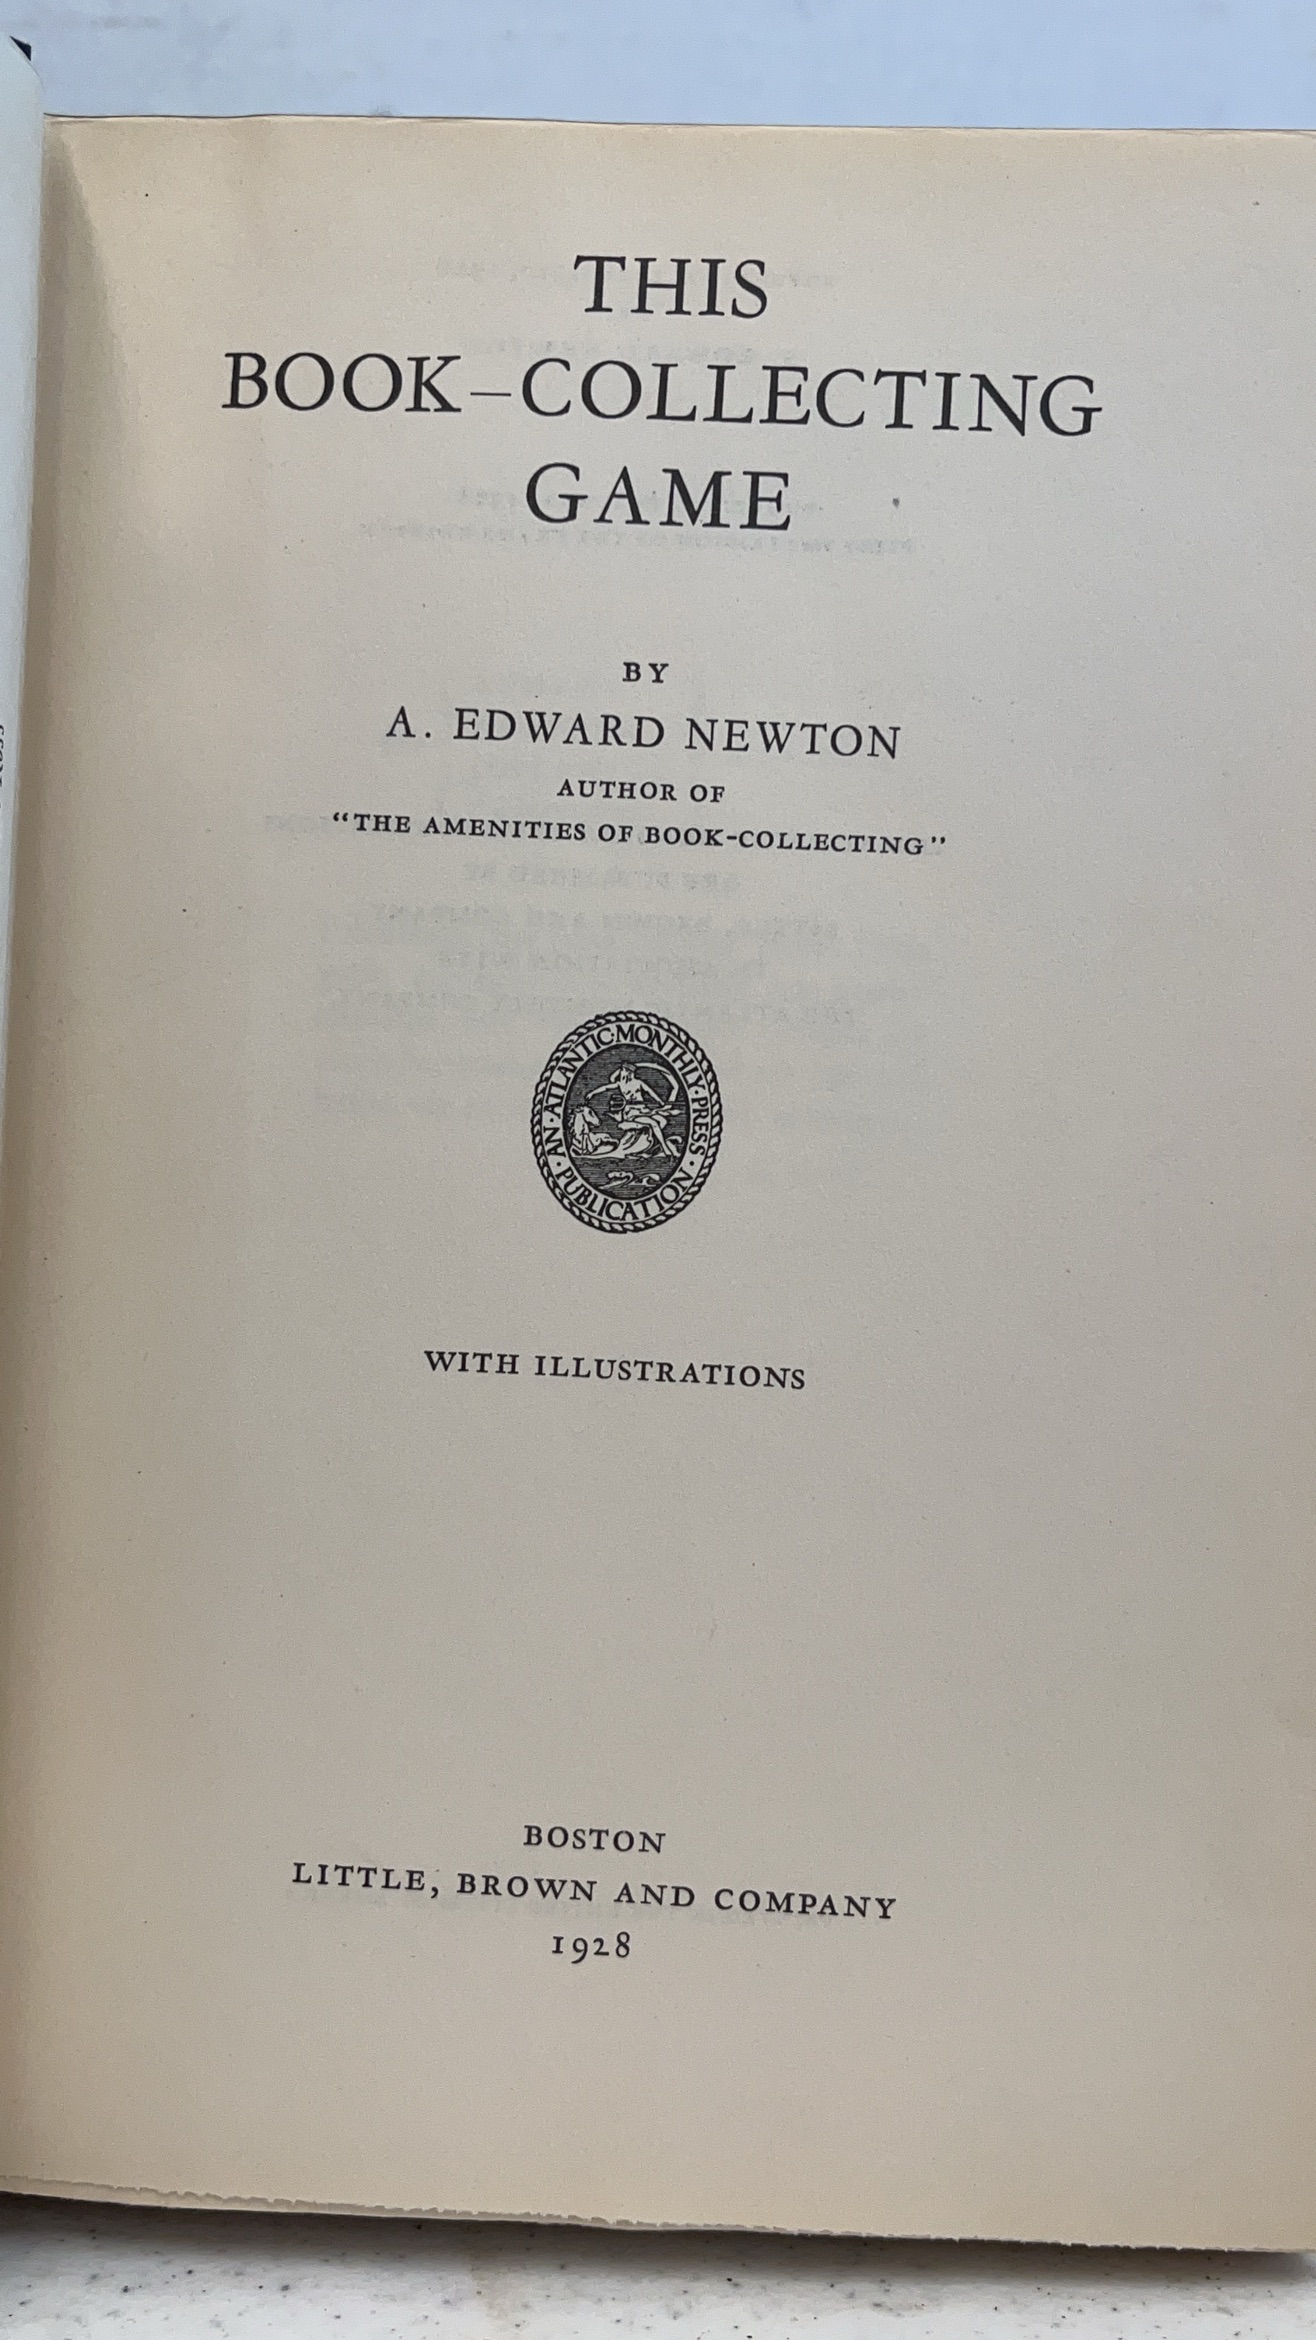 THIS
BOOK-COLLECTING
GAME
BY
A. EDWARD NEWTON
AUTHOR OF
"THE AMENITIES OF BOOK-COLLECTING"
AN·ATLANTIC·MONTHLY·PRESS·
PUBLICATION·
WITH ILLUSTRATIONS
BOSTON
LITTLE, BROWN AND COMPANY
1928